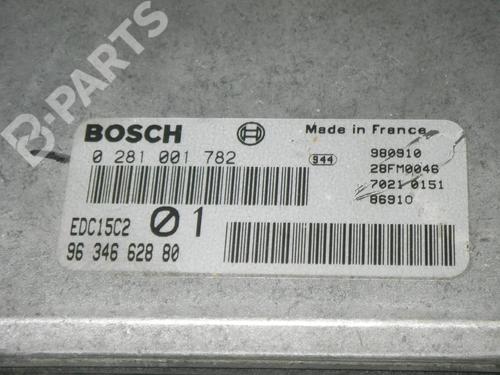 B-PARTS
BOSCH
Made in France
0 281 001 782
944
980910
28FM0046
7021 0151
86910
EDC15C2
Ø1
96 346 628 80